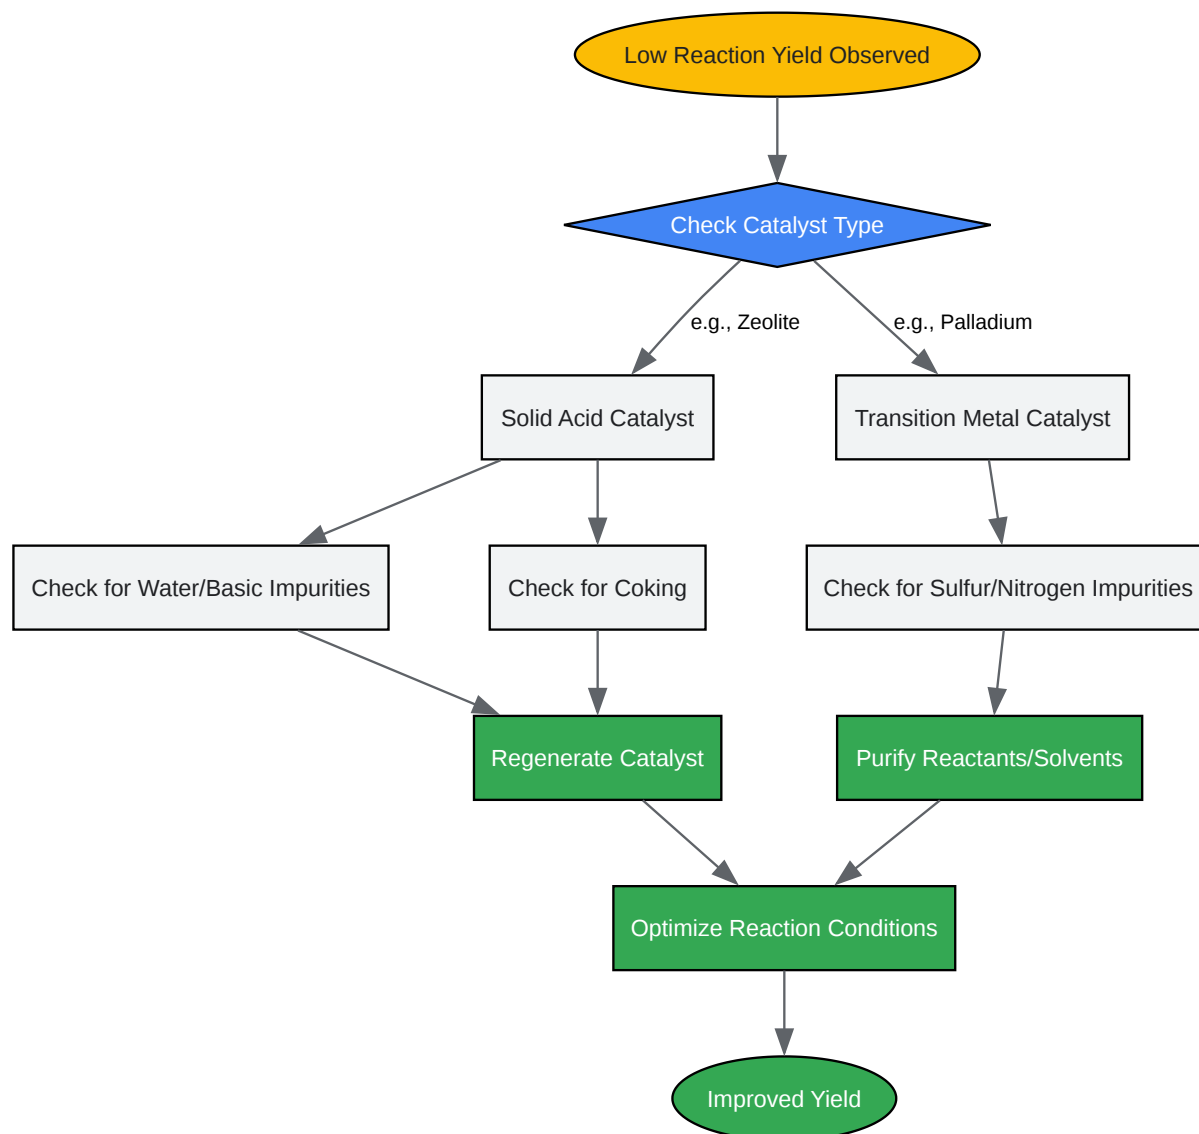 Low Reaction Yield Observed
Check Catalyst Type
e.g., Zeolite
e.g., Palladium
Solid Acid Catalyst
Transition Metal Catalyst
Check for Water/Basic Impurities
Check for Coking
Check for Sulfur/Nitrogen Impurities
Regenerate Catalyst
Purify Reactants/Solvents
Optimize Reaction Conditions
Improved Yield